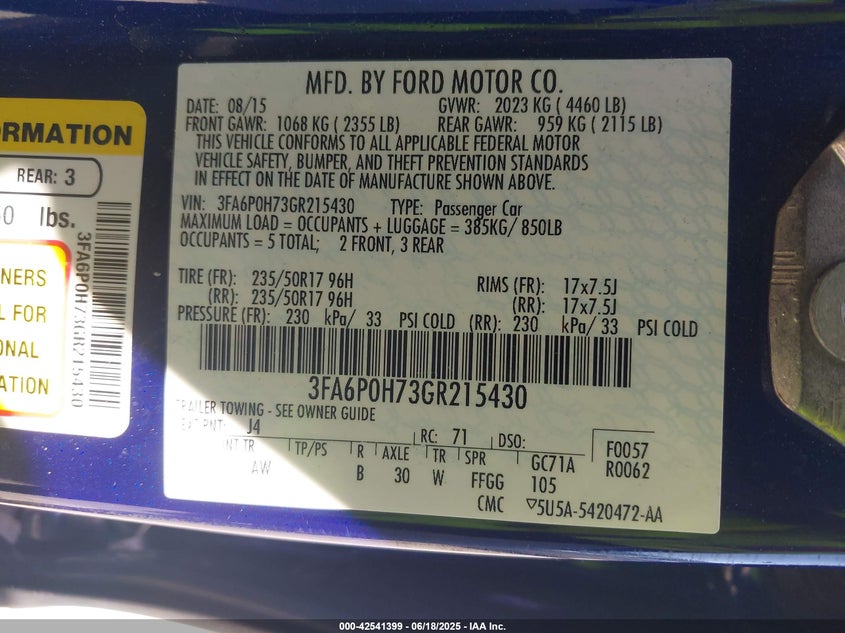 MFD. BY FORD MOTOR CO.
DATE: 08/15 GVWR: 2023 KG ( 4460 LB)
FRONT GAWR: 1068 KG ( 2355 LB) REAR GAWR: 959 KG ( 2115 LB)
THIS VEHICLE CONFORMS TO ALL APPLICABLE FEDERAL MOTOR
VEHICLE SAFETY, BUMPER, AND THEFT PREVENTION STANDARDS
IN EFFECT ON THE DATE OF MANUFACTURE SHOWN ABOVE.
VIN: 3FA6P0H73GR215430 TYPE: Passenger Car
MAXIMUM LOAD = OCCUPANTS + LUGGAGE = 385KG/ 850LB
OCCUPANTS = 5 TOTAL; 2 FRONT, 3 REAR
TIRE (FR): 235/50R17 96H RIMS (FR): 17x7.5J
(RR): 235/50R17 96H (RR): 17x7.5J
PRESSURE (FR): 230 kPa/ 33 PSI COLD (RR): 230 kPa/ 33 PSI COLD
3FA6P0H73GR215430
TRAILER TOWING - SEE OWNER GUIDE
PNT: J4 RC: 71 DSO:
NT TR TP/PS R AXLE TR SPR GC71A F0057
AW B 30 W FFGG 105 R0062
CMC ▽5U5A-5420472-AA
ORMATION
REAR: 3
0 lbs.
NERS
L FOR
ONAL
ATION
3FA6P0H73GR215430
000-42541399 - 06/18/2025 - IAA Inc.